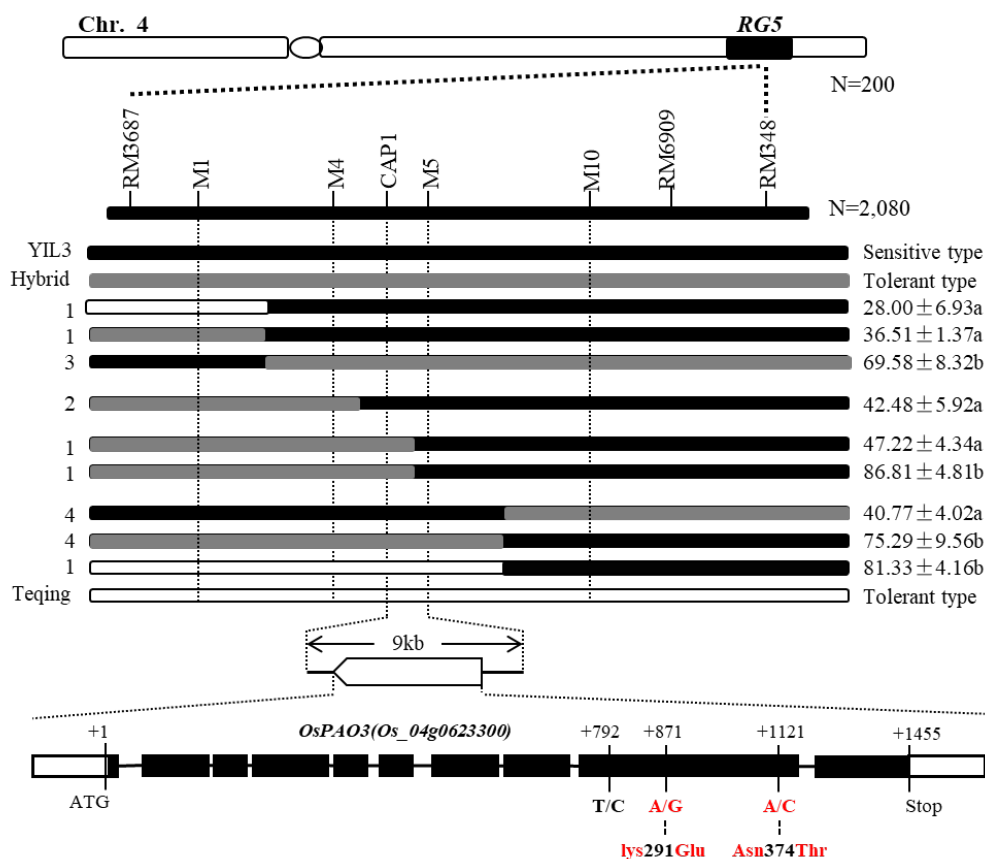 Chr. 4
RG5
N=200
RM3687
M1
M4
CAP1
M5
M10
RM6909
RM348
N=2,080
YIL3 Sensitive type
Hybrid Tolerant type
1 28.00±6.93a
1 36.51±1.37a
3 69.58±8.32b
2 42.48±5.92a
1 47.22±4.34a
1 86.81±4.81b
4 40.77±4.02a
4 75.29±9.56b
1 81.33±4.16b
Teqing Tolerant type
9kb
+1 OsPAO3(Os_04g0623300) +792 +871 +1121 +1455
ATG T/C A/G A/C Stop
lys291Glu Asn374Thr